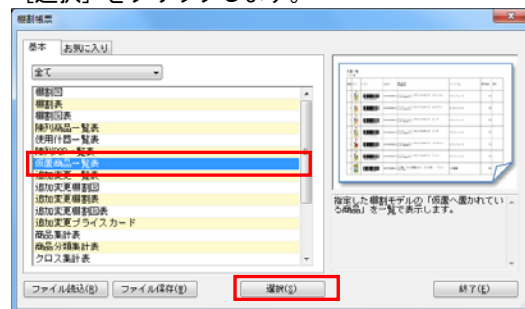 [選択]をクリックします。
棚割帳票
基本 お気に入り
全て
棚割図
棚割表
棚割図表
陳列商品一覧表
使用什器一覧表
仮置商品一覧表
追加変更一覧表
追加変更棚割図
追加変更棚割表
追加変更棚割図表
追加変更プライスカード
商品集計表
商品分類集計表
クロス集計表
指定した棚割モデルの「仮置へ置かれてい
る商品」を一覧で表示します。
ファイル読込(R) ファイル保存(W) 選択(S) 終了(E)